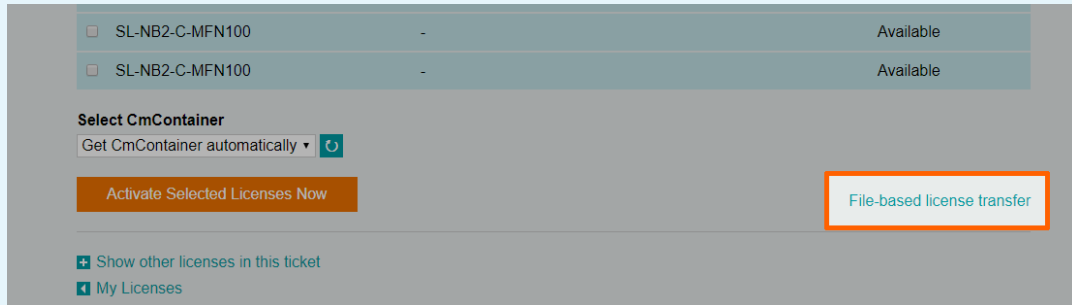 SL-NB2-C-MFN100 - Available
SL-NB2-C-MFN100 - Available
Select CmContainer
Get CmContainer automatically
Activate Selected Licenses Now
File-based license transfer
Show other licenses in this ticket
My Licenses